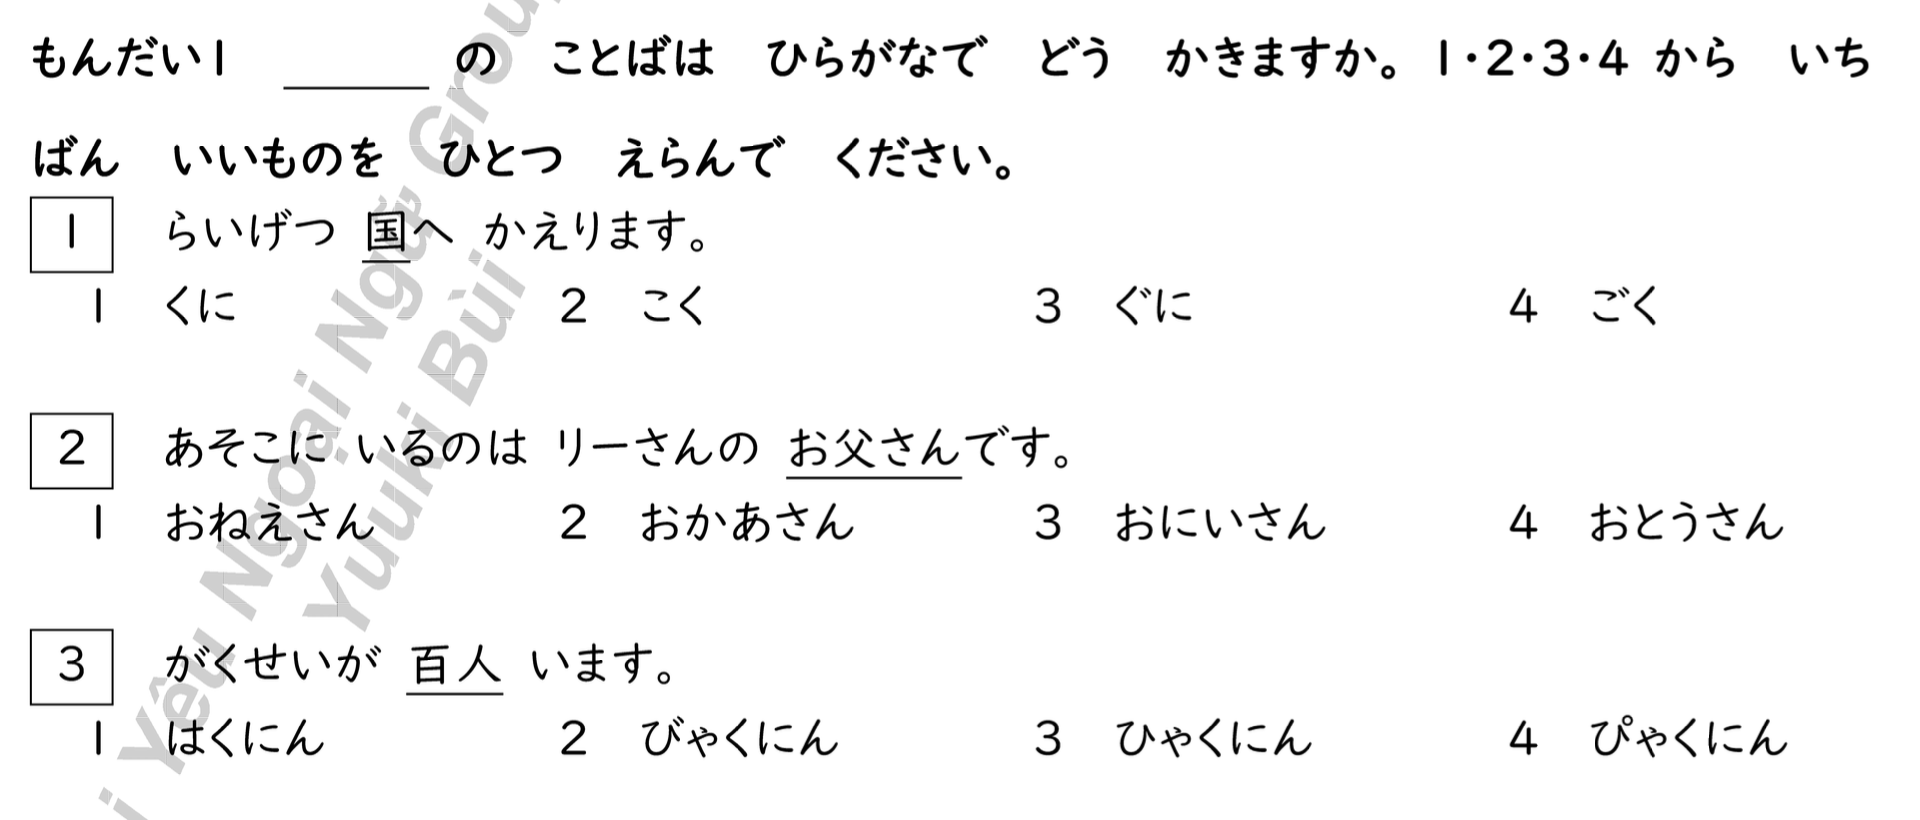 もんだい1 ______ の ことばは ひらがなで どう かきますか。1・2・3・4 から いち
ばん いいものを ひとつ えらんで ください。
1 らいげつ 国へ かえります。
1 くに 2 こく 3 ぐに 4 ごく
2 あそこに いるのは リーさんの お父さんです。
1 おねえさん 2 おかあさん 3 おにいさん 4 おとうさん
3 がくせいが 百人 います。
1 はくにん 2 びゃくにん 3 ひゃくにん 4 ぴゃくにん
Yêu Ngoại Ngữ Group
Yuuki Bùi